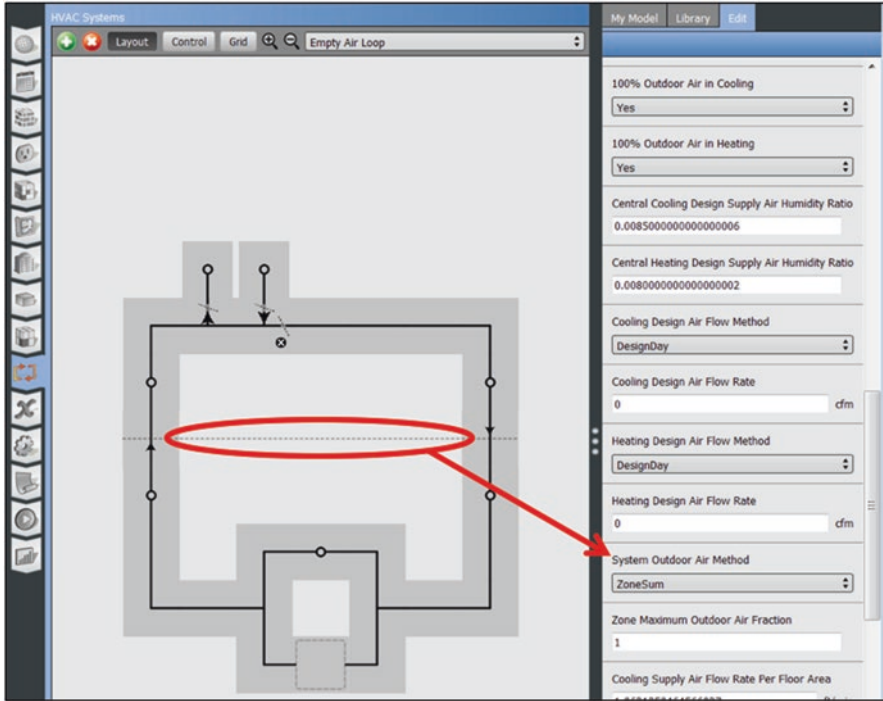 HVAC Systems
Layout Control Grid Empty Air Loop
My Model Library Edit
100% Outdoor Air in Cooling
Yes
100% Outdoor Air in Heating
Yes
Central Cooling Design Supply Air Humidity Ratio
0.0085000000000000006
Central Heating Design Supply Air Humidity Ratio
0.0080000000000000002
Cooling Design Air Flow Method
DesignDay
Cooling Design Air Flow Rate
0 cfm
Heating Design Air Flow Method
DesignDay
Heating Design Air Flow Rate
0 cfm
System Outdoor Air Method
ZoneSum
Zone Maximum Outdoor Air Fraction
1
Cooling Supply Air Flow Rate Per Floor Area